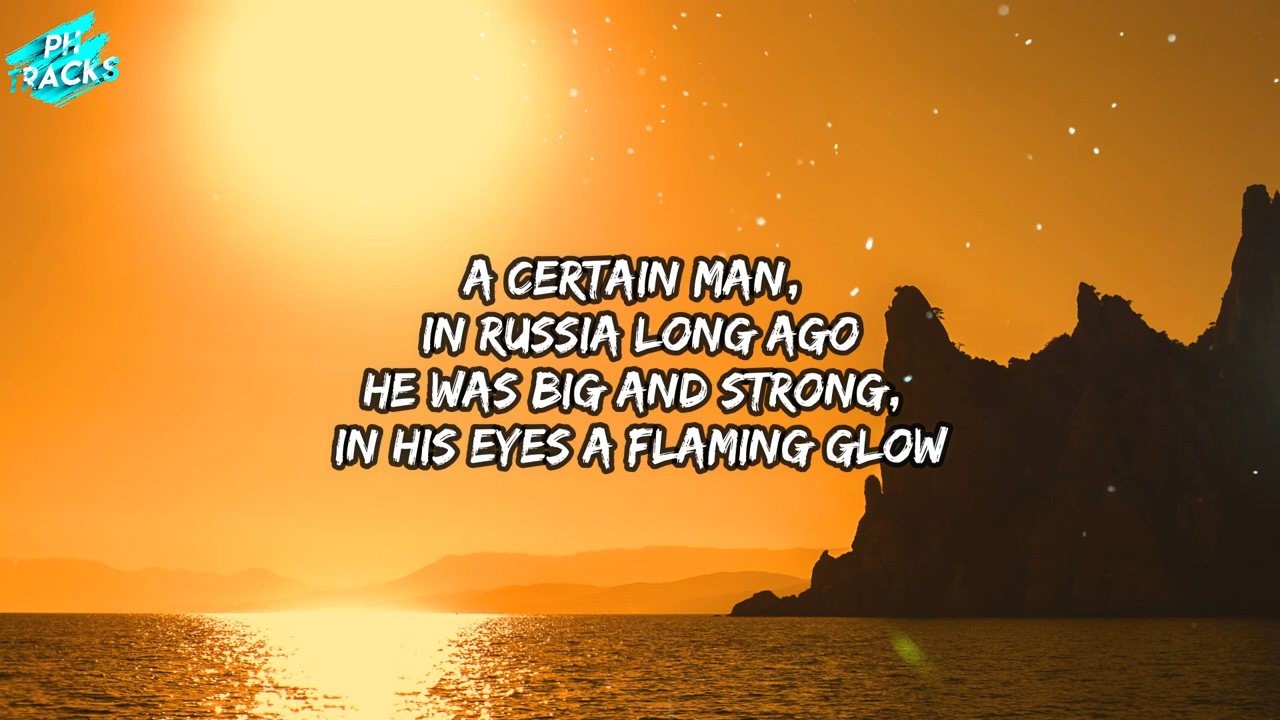 PH
TRACKS
A CERTAIN MAN,
IN RUSSIA LONG AGO
HE WAS BIG AND STRONG,
IN HIS EYES A FLAMING GLOW